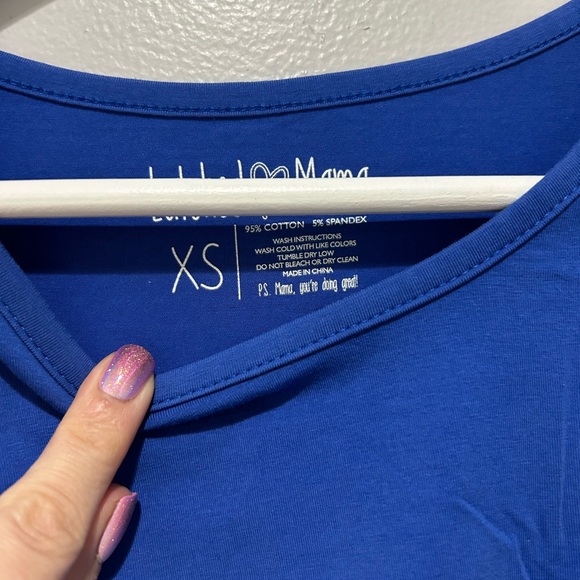 Mama
95% COTTON 5% SPANDEX
XS
WASH INSTRUCTIONS
WASH COLD WITH LIKE COLORS
TUMBLE DRY LOW
DO NOT BLEACH OR DRY CLEAN
MADE IN CHINA
P.S. Mama, you're doing great!